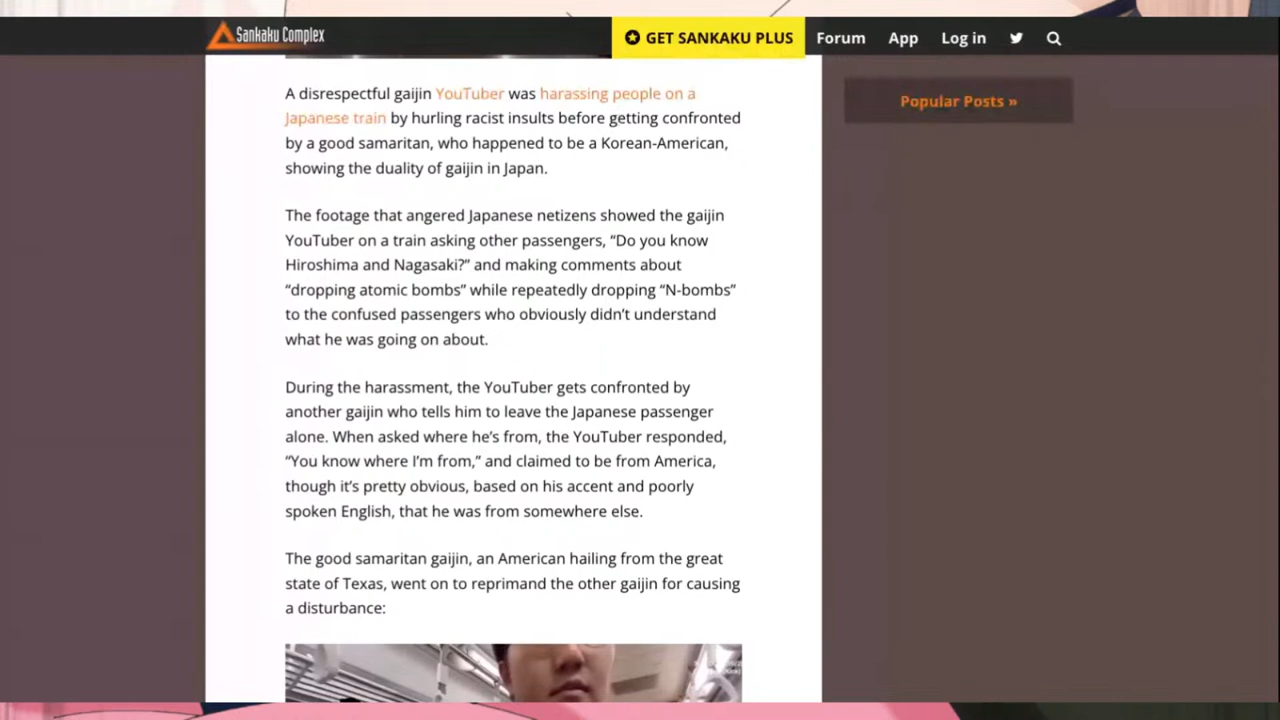 Sankaku Complex
GET SANKAKU PLUS
Forum
App
Log in
A disrespectful gaijin YouTuber was harassing people on a
Japanese train by hurling racist insults before getting confronted
by a good samaritan, who happened to be a Korean-American,
showing the duality of gaijin in Japan.
The footage that angered Japanese netizens showed the gaijin
YouTuber on a train asking other passengers, “Do you know
Hiroshima and Nagasaki?” and making comments about
“dropping atomic bombs” while repeatedly dropping “N-bombs”
to the confused passengers who obviously didn’t understand
what he was going on about.
During the harassment, the YouTuber gets confronted by
another gaijin who tells him to leave the Japanese passenger
alone. When asked where he’s from, the YouTuber responded,
“You know where I’m from,” and claimed to be from America,
though it’s pretty obvious, based on his accent and poorly
spoken English, that he was from somewhere else.
The good samaritan gaijin, an American hailing from the great
state of Texas, went on to reprimand the other gaijin for causing
a disturbance:
Popular Posts »